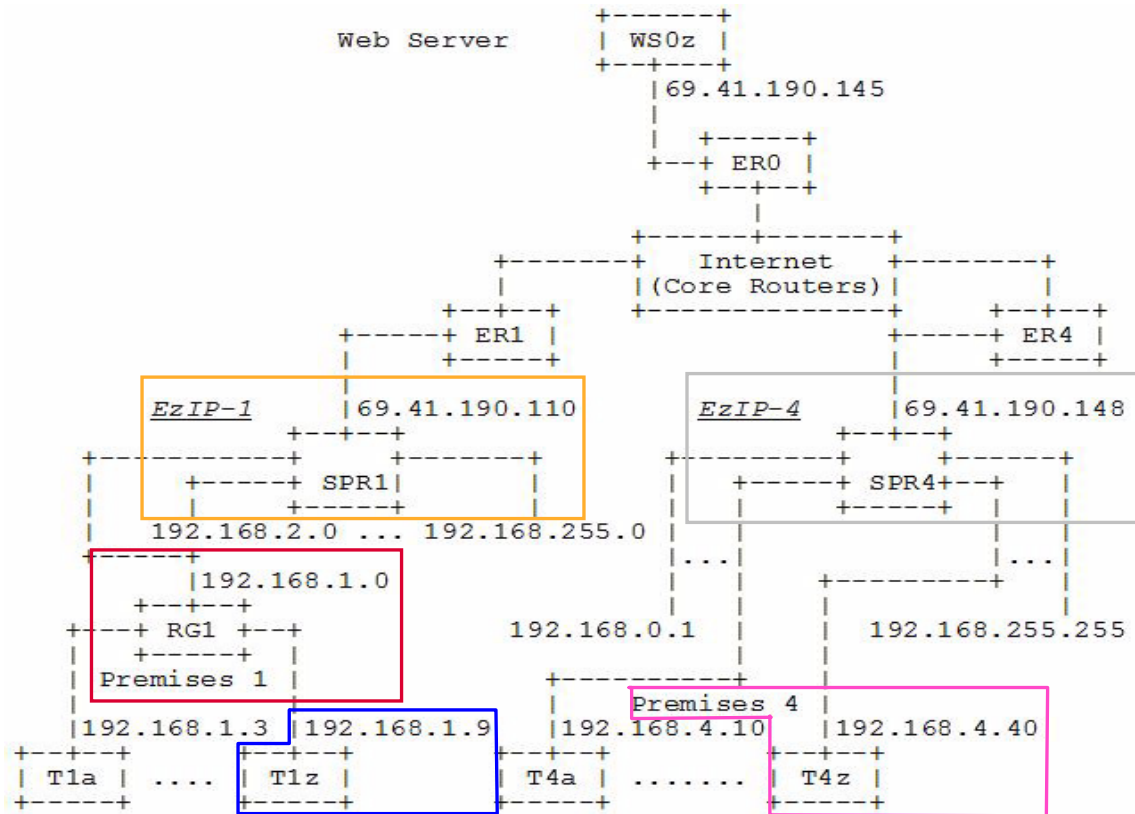 Web Server | WS0z |
69.41.190.145
ER0
Internet
(Core Routers)
ER1 ER4
EzIP-1 69.41.190.110 EzIP-4 69.41.190.148
SPR1 SPR4
192.168.2.0 ... 192.168.255.0
... ...
192.168.1.0
RG1 192.168.0.1 192.168.255.255
Premises 1
Premises 4
192.168.1.3 192.168.1.9 192.168.4.10 192.168.4.40
T1a .... T1z T4a ....... T4z